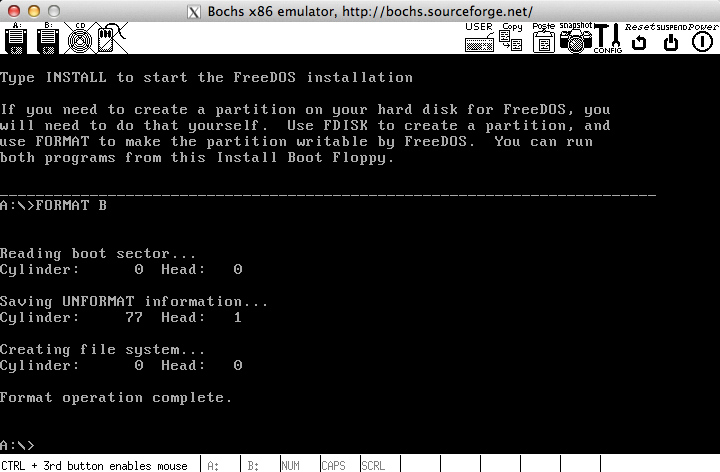 Bochs x86 emulator, http://bochs.sourceforge.net/
A: B: CD USER Copy Paste snapshot CONFIG Reset SUSPEND Power
Type INSTALL to start the FreeDOS installation
If you need to create a partition on your hard disk for FreeDOS, you
will need to do that yourself.  Use FDISK to create a partition, and
use FORMAT to make the partition writable by FreeDOS.  You can run
both programs from this Install Boot Floppy.
A:\>FORMAT B
Reading boot sector...
Cylinder:      0  Head:   0
Saving UNFORMAT information...
Cylinder:     77  Head:   1
Creating file system...
Cylinder:      0  Head:   0
Format operation complete.
A:\>
CTRL + 3rd button enables mouse A: B: NUM CAPS SCRL